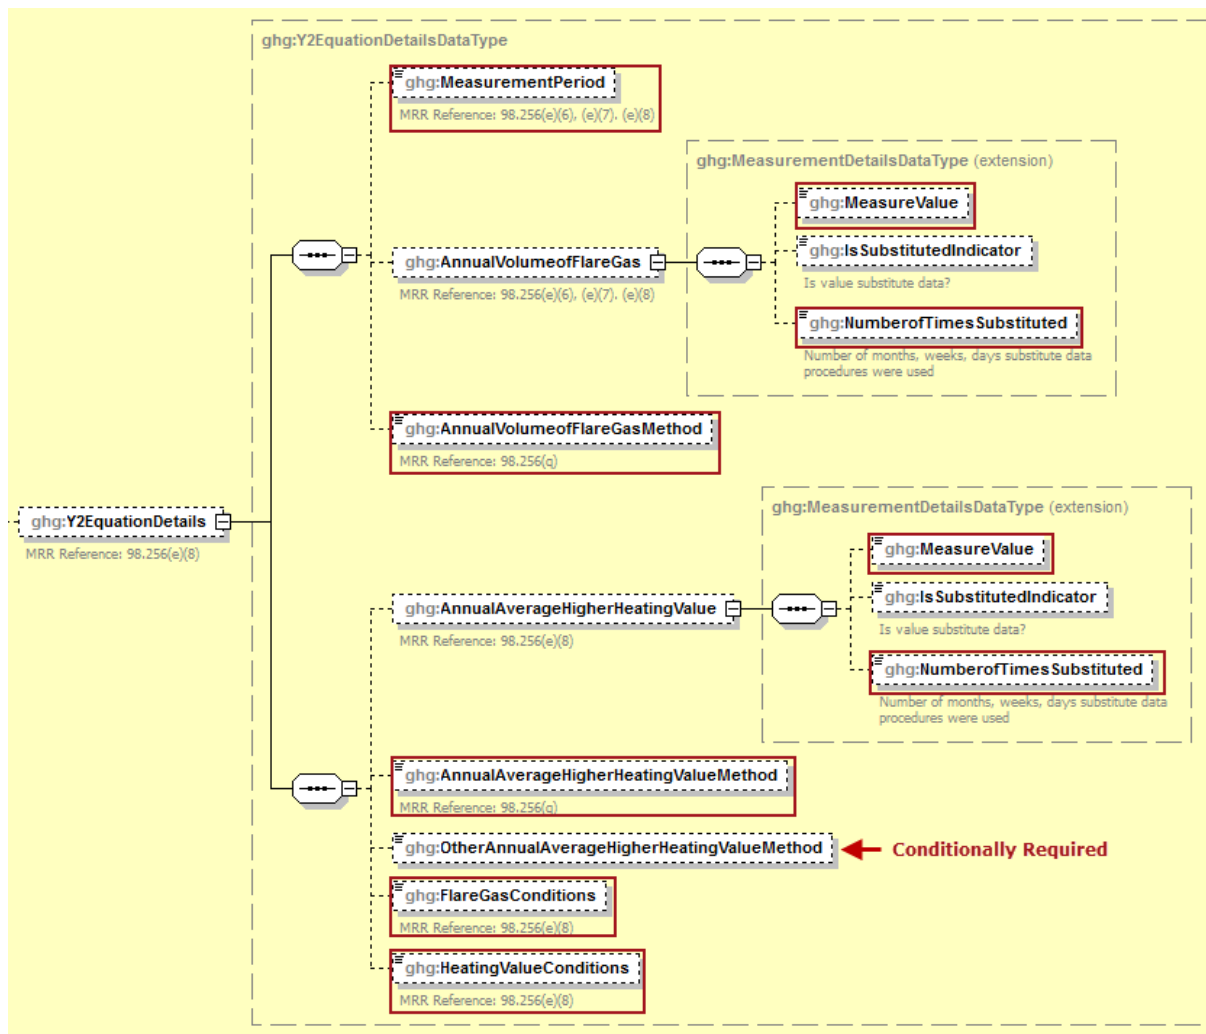 ghg:Y2EquationDetailsDataType
ghg:MeasurementPeriod
MRR Reference: 98.256(e)(6), (e)(7). (e)(8)
ghg:MeasurementDetailsDataType (extension)
ghg:MeasureValue
ghg:IsSubstitutedIndicator
Is value substitute data?
ghg:AnnualVolumeofFlareGas
MRR Reference: 98.256(e)(6), (e)(7). (e)(8)
ghg:NumberofTimesSubstituted
Number of months, weeks, days substitute data
procedures were used
ghg:AnnualVolumeofFlareGasMethod
MRR Reference: 98.256(q)
ghg:Y2EquationDetails
MRR Reference: 98.256(e)(8)
ghg:MeasurementDetailsDataType (extension)
ghg:MeasureValue
ghg:IsSubstitutedIndicator
Is value substitute data?
ghg:AnnualAverageHigherHeatingValue
MRR Reference: 98.256(e)(8)
ghg:NumberofTimesSubstituted
Number of months, weeks, days substitute data
procedures were used
ghg:AnnualAverageHigherHeatingValueMethod
MRR Reference: 98.256(q)
ghg:OtherAnnualAverageHigherHeatingValueMethod
Conditionally Required
ghg:FlareGasConditions
MRR Reference: 98.256(e)(8)
ghg:HeatingValueConditions
MRR Reference: 98.256(e)(8)